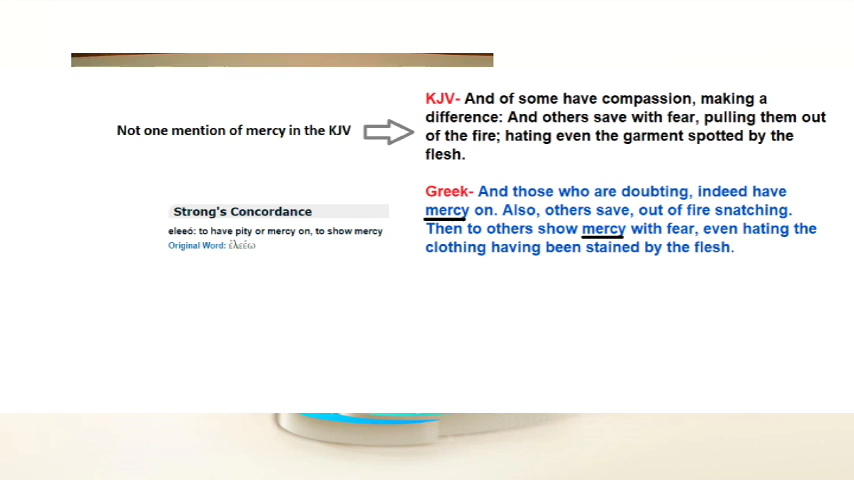 Not one mention of mercy in the KJV
KJV- And of some have compassion, making a
difference: And others save with fear, pulling them out
of the fire; hating even the garment spotted by the
flesh.
Greek- And those who are doubting, indeed have
mercy on. Also, others save, out of fire snatching.
Then to others show mercy with fear, even hating the
clothing having been stained by the flesh.
Strong's Concordance
eleeó: to have pity or mercy on, to show mercy
Original Word: ἐλεέω